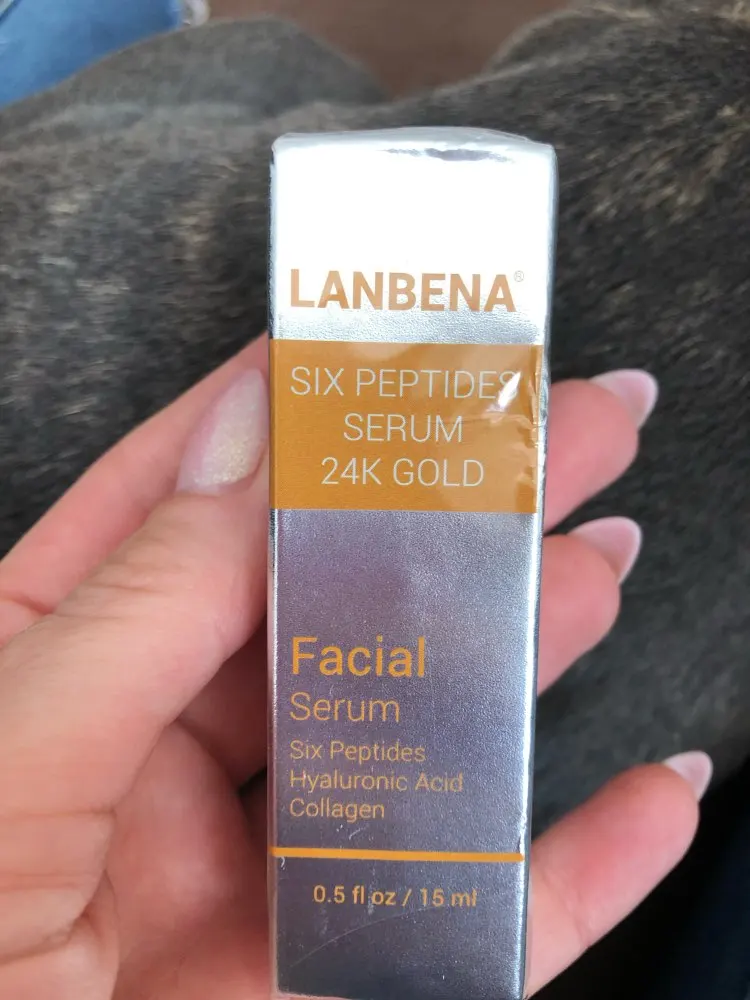 LANBENA®
SIX PEPTIDES
SERUM
24K GOLD
Facial
Serum
Six Peptides
Hyaluronic Acid
Collagen
0.5 fl oz / 15 ml